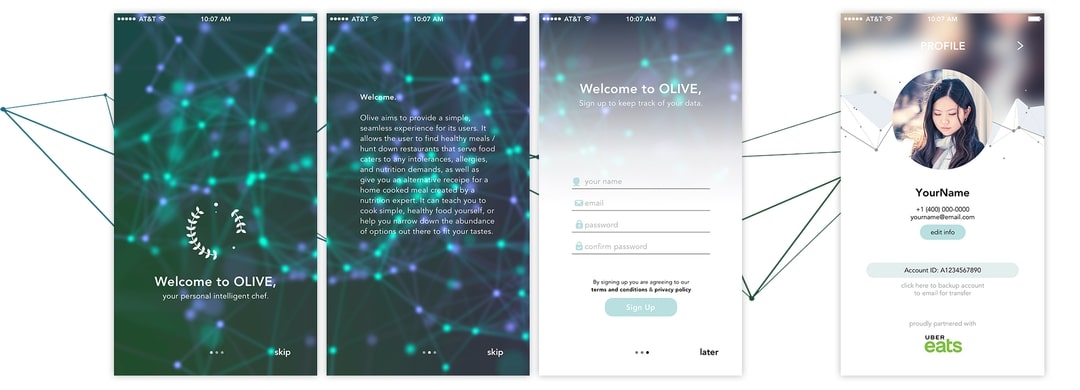 AT&T 10:07 AM
Welcome to OLIVE,
your personal intelligent chef.
skip
AT&T 10:07 AM
Welcome.
Olive aims to provide a simple,
seamless experience for its users. It
allows the user to find healthy meals /
hunt down restaurants that serve food
caters to any intolerances, allergies,
and nutrition demands, as well as
give you an alternative receipe for a
home cooked meal created by a
nutrition expert. It can teach you to
cook simple, healthy food yourself, or
help you narrow down the abundance
of options out there to fit your tastes.
skip
AT&T 10:07 AM
Welcome to OLIVE,
Sign up to keep track of your data.
your name
email
password
confirm password
By signing up you are agreeing to our
terms and conditions & privacy policy
Sign Up
later
AT&T 10:07 AM
PROFILE
YourName
+1 (400) 000-0000
yourname@email.com
edit info
Account ID: A1234567890
click here to backup account
to email for transfer
proudly partnered with
UBER
eats